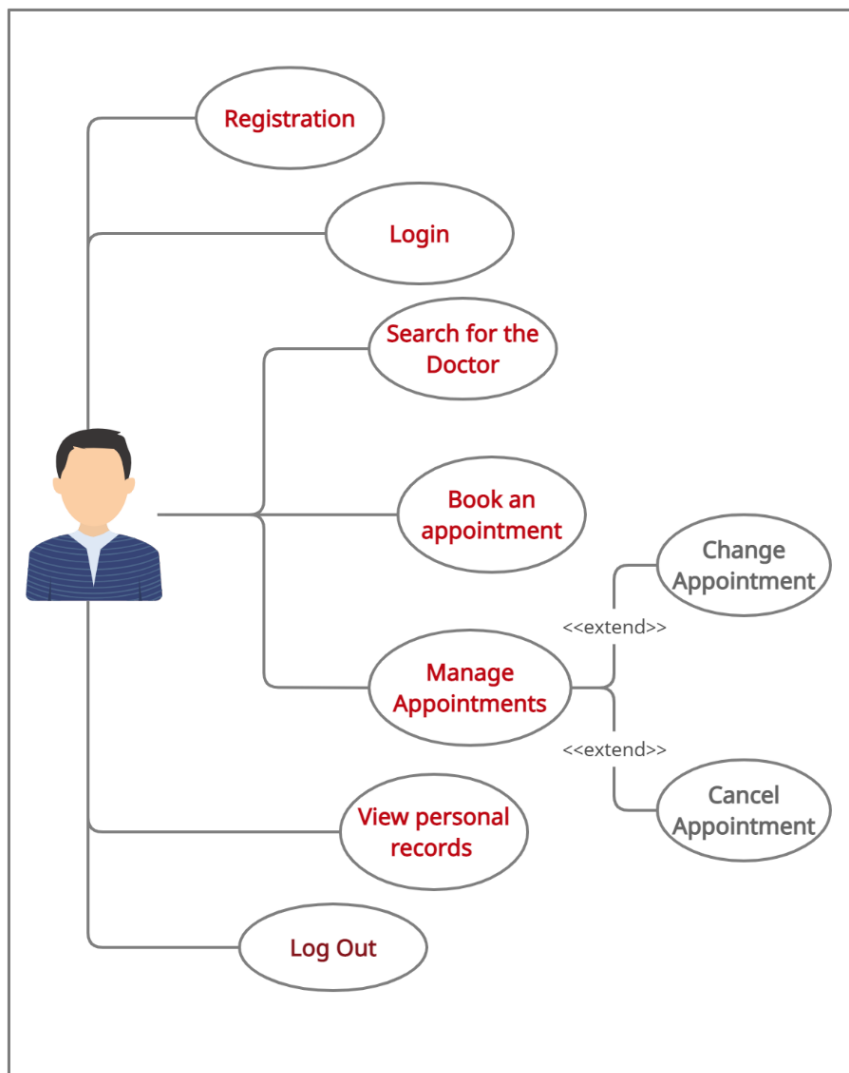 Registration
Login
Search for the
Doctor
Book an
appointment
Change
Appointment
<<extend>>
Manage
Appointments
<<extend>>
Cancel
Appointment
View personal
records
Log Out